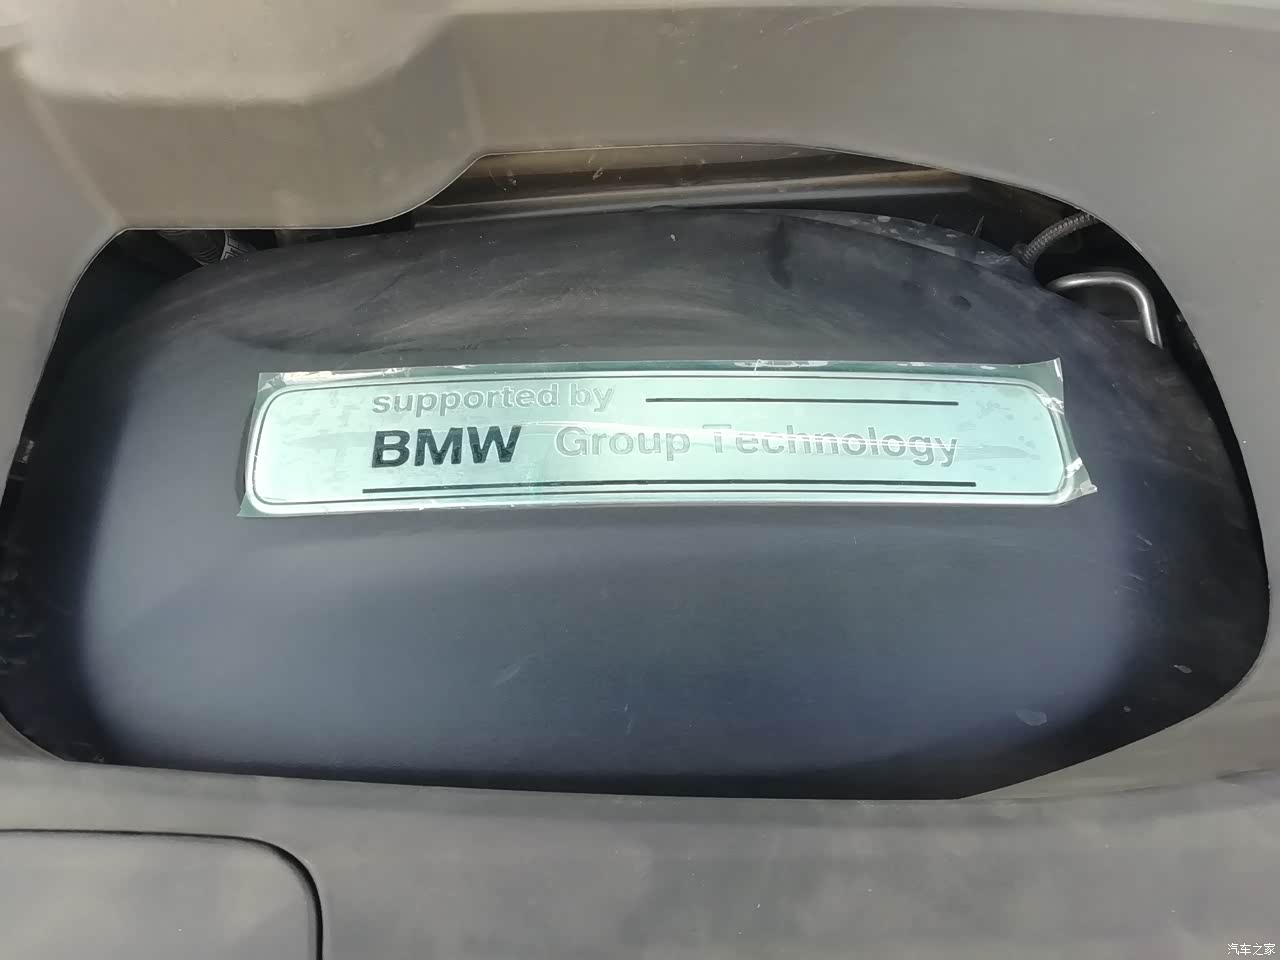 supported by
BMW Group Technology
汽车之家